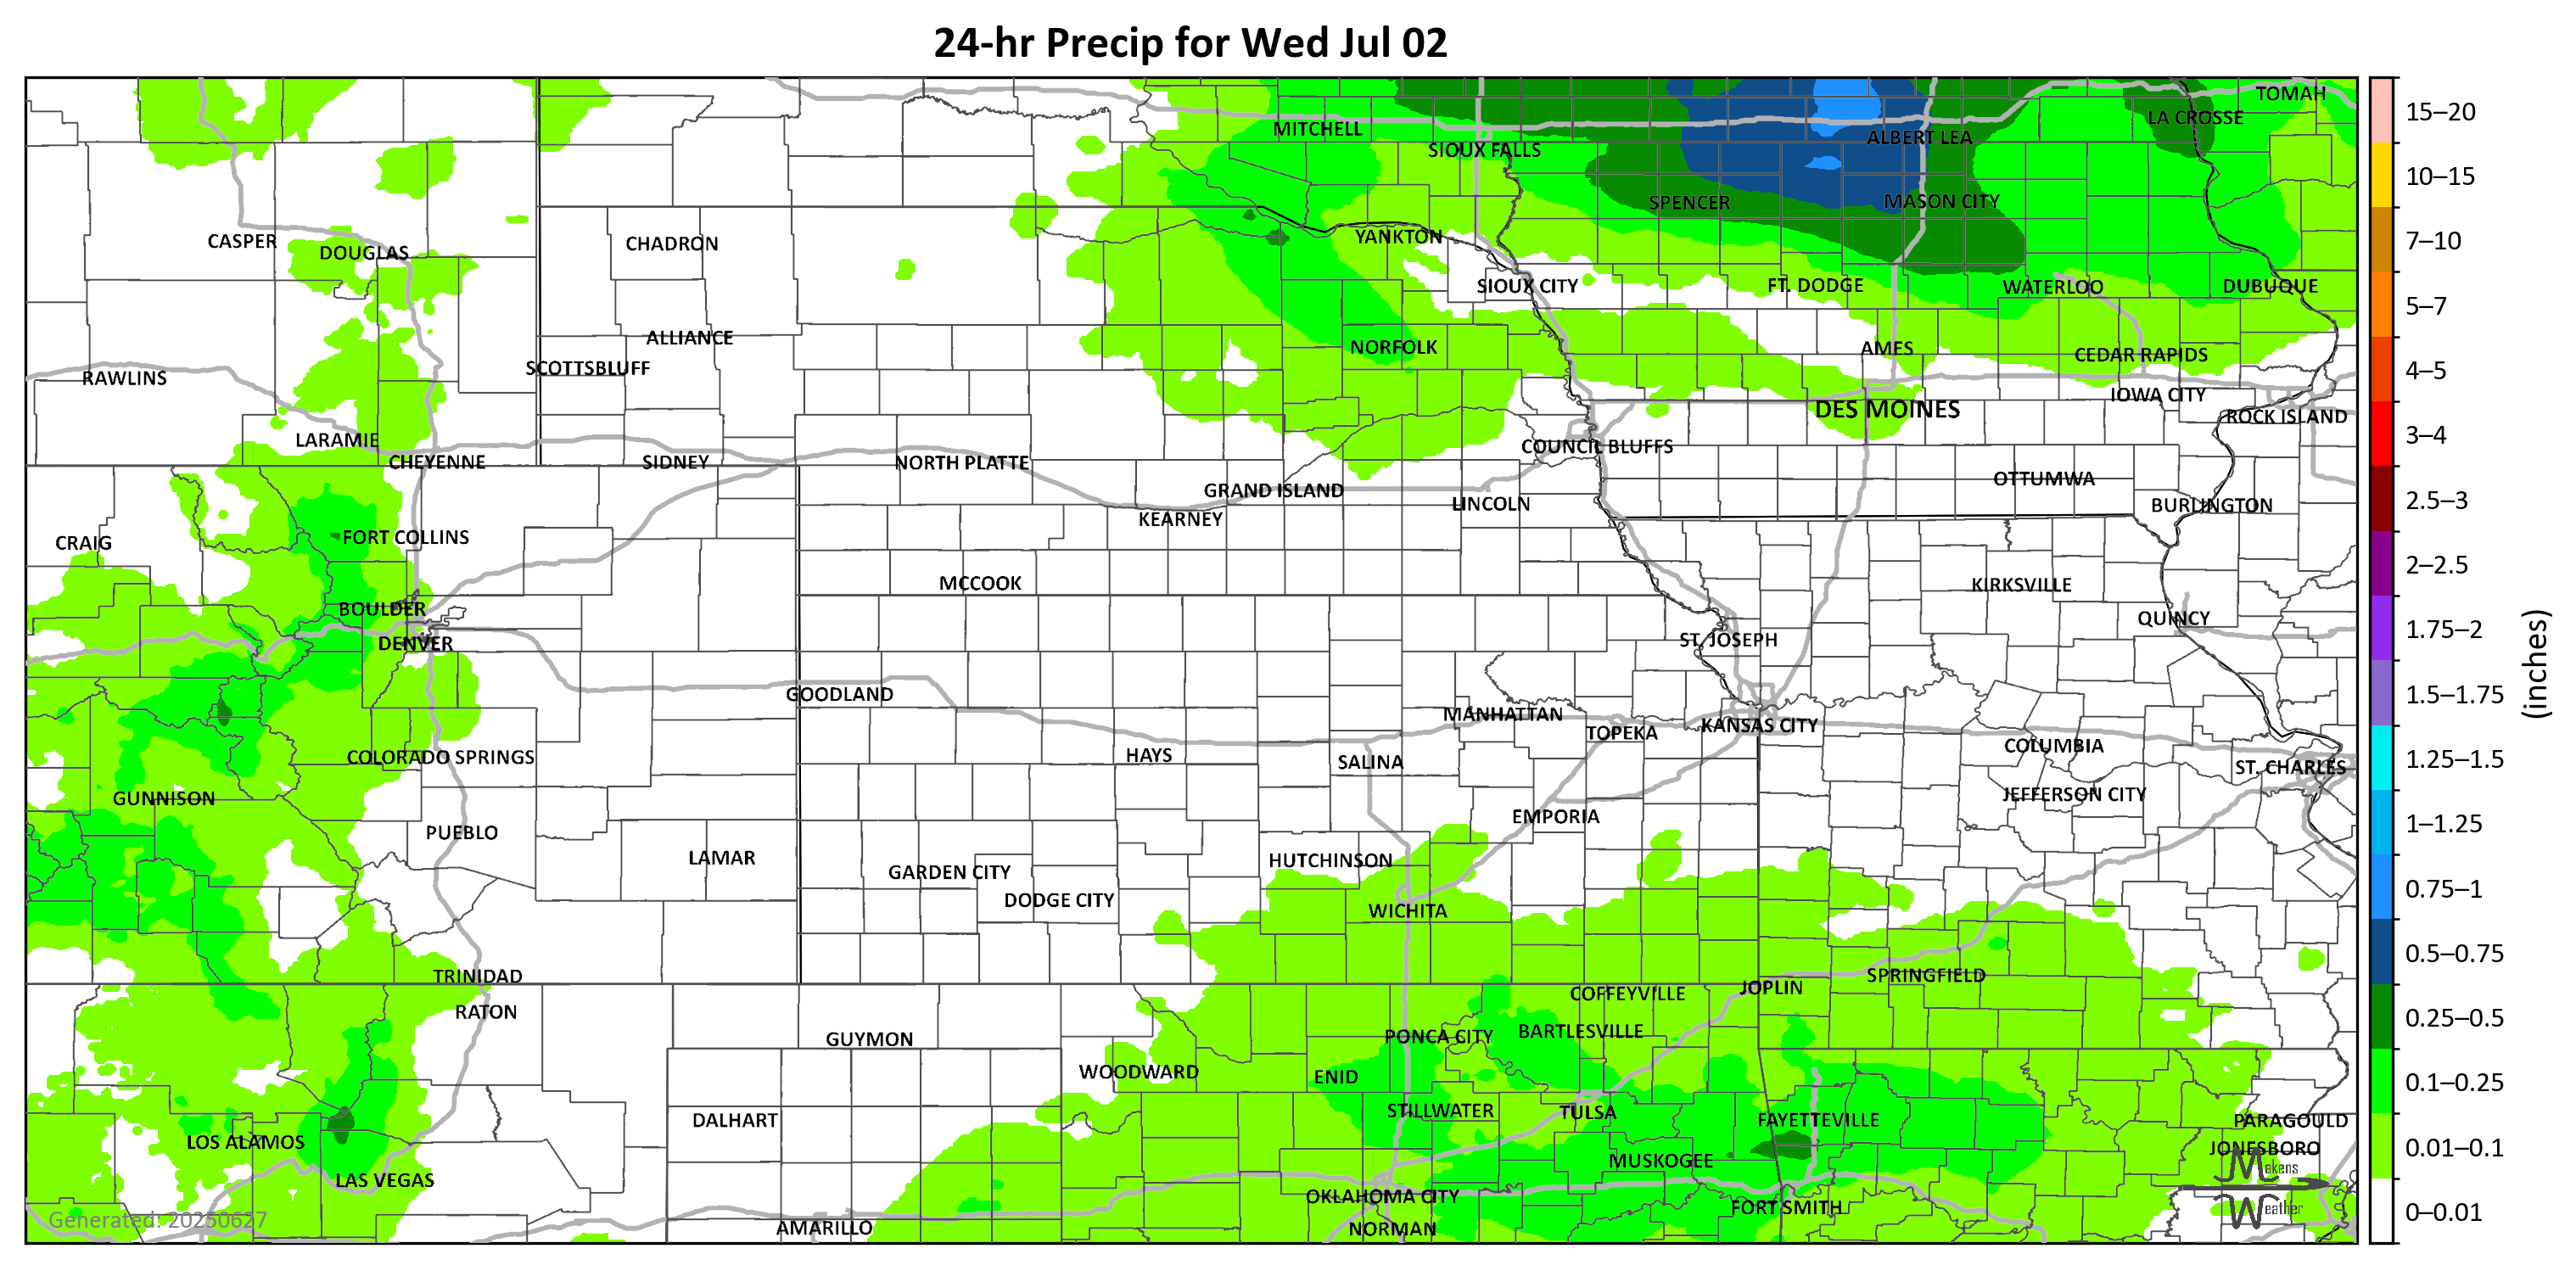 24-hr Precip for Wed Jul 02
TOMAH
LA CROSSE
MITCHELL
ALBERT LEA
SIOUX FALLS
SPENCER
MASON CITY
CASPER
DOUGLAS
CHADRON
YANKTON
SIOUX CITY
FT. DODGE
WATERLOO
DUBUQUE
ALLIANCE
NORFOLK
AMES
CEDAR RAPIDS
SCOTTSBLUFF
RAWLINS
IOWA CITY
DES MOINES
ROCK ISLAND
LARAMIE
COUNCIL BLUFFS
CHEYENNE
SIDNEY
NORTH PLATTE
OTTUMWA
GRAND ISLAND
LINCOLN
BURLINGTON
KEARNEY
CRAIG
FORT COLLINS
MCCOOK
KIRKSVILLE
BOULDER
QUINCY
DENVER
ST. JOSEPH
GOODLAND
MANHATTAN
TOPEKA
KANSAS CITY
COLUMBIA
COLORADO SPRINGS
HAYS
SALINA
ST. CHARLES
GUNNISON
JEFFERSON CITY
EMPORIA
PUEBLO
LAMAR
HUTCHINSON
GARDEN CITY
DODGE CITY
WICHITA
TRINIDAD
SPRINGFIELD
JOPLIN
COFFEYVILLE
RATON
GUYMON
PONCA CITY
BARTLESVILLE
WOODWARD
ENID
STILLWATER
TULSA
DALHART
FAYETTEVILLE
PARAGOULD
LOS ALAMOS
JONESBORO
MUSKOGEE
LAS VEGAS
OKLAHOMA CITY
FORT SMITH
AMARILLO
NORMAN
Generated: 20250627
Makens
Weather
15–20
10–15
7–10
5–7
4–5
3–4
2.5–3
2–2.5
1.75–2
1.5–1.75
1.25–1.5
1–1.25
0.75–1
0.5–0.75
0.25–0.5
0.1–0.25
0.01–0.1
0–0.01
(inches)